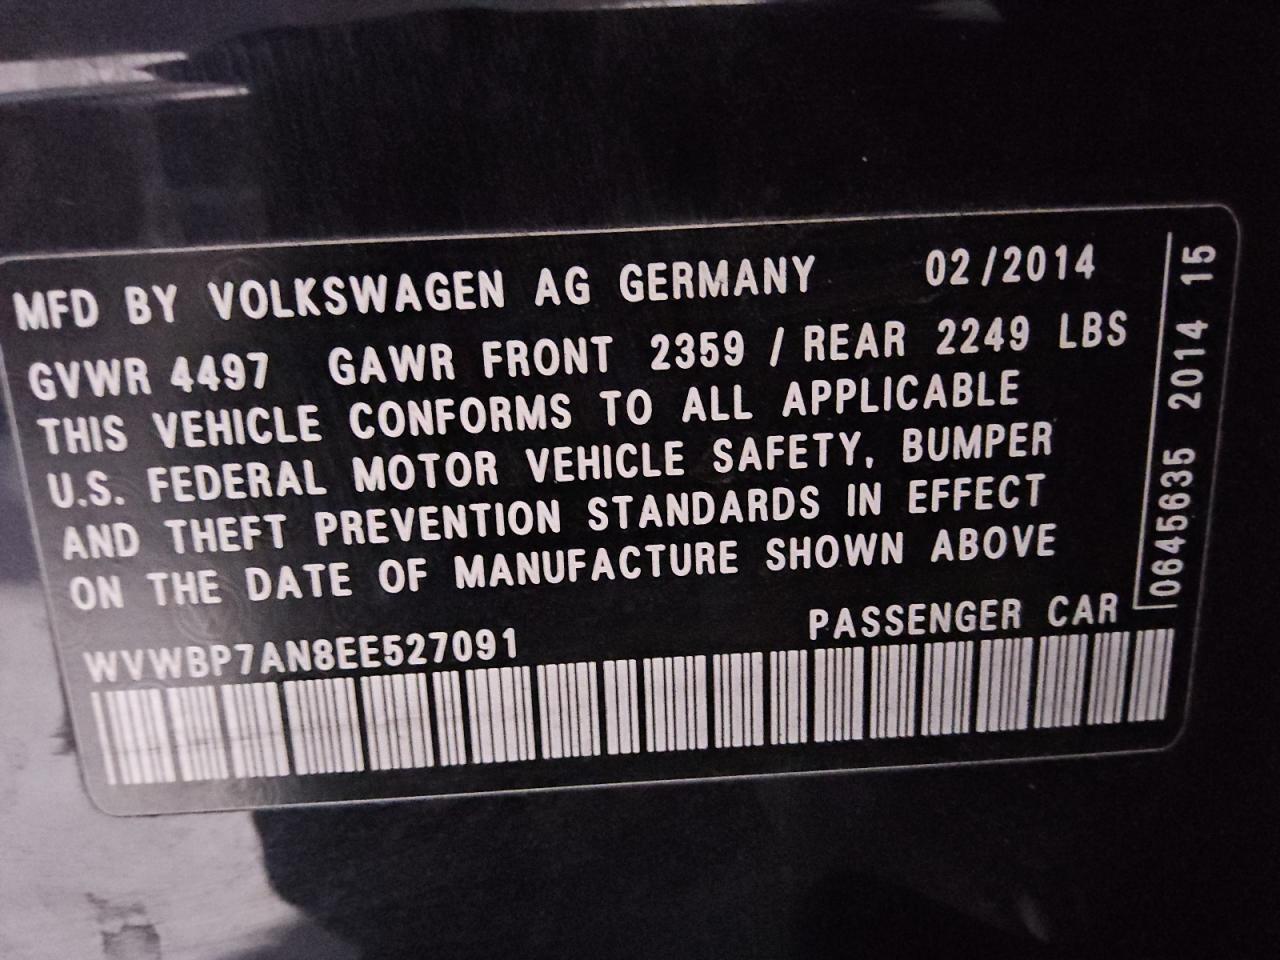 MFD BY VOLKSWAGEN AG GERMANY 02/2014
GVWR 4497 GAWR FRONT 2359 / REAR 2249 LBS
THIS VEHICLE CONFORMS TO ALL APPLICABLE
U.S. FEDERAL MOTOR VEHICLE SAFETY, BUMPER
AND THEFT PREVENTION STANDARDS IN EFFECT
ON THE DATE OF MANUFACTURE SHOWN ABOVE
WVWBP7AN8EE527091 PASSENGER CAR
0645635 2014 15